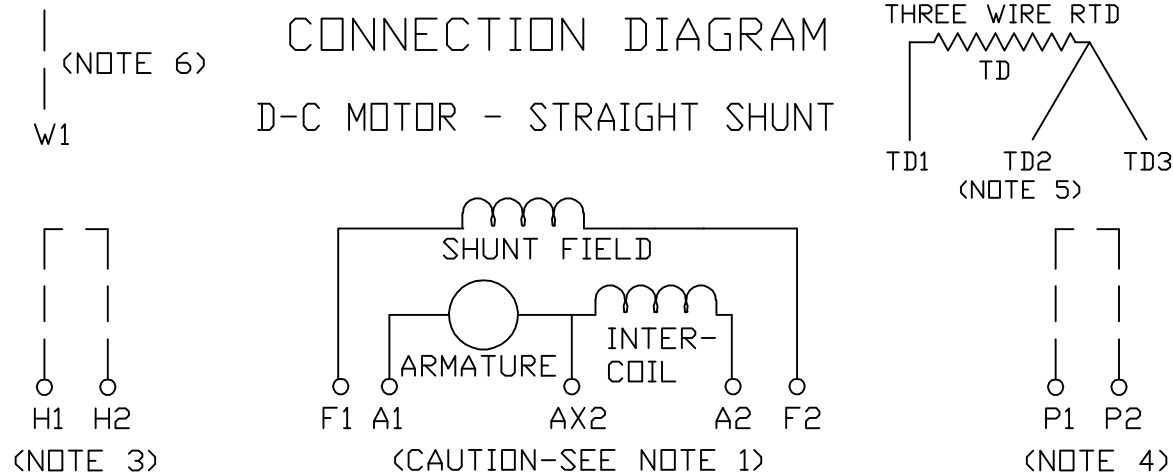 CONNECTION DIAGRAM
D-C MOTOR - STRAIGHT SHUNT
(NOTE 6)
W1
THREE WIRE RTD
TD
TD1 TD2 TD3
(NOTE 5)
SHUNT FIELD
ARMATURE
INTER-
COIL
H1 H2
(NOTE 3)
F1 A1 AX2 A2 F2
(CAUTION-SEE NOTE 1)
P1 P2
(NOTE 4)